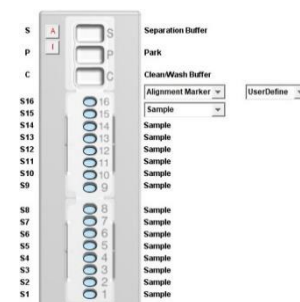 S A S Separation Buffer
I
P P Park
C C Clean/Wash Buffer
S16 16 Alignment Marker UserDefine
S15 15 Sample
S14 14 Sample
S13 13 Sample
S12 12 Sample
S11 11 Sample
S10 10 Sample
S9 9 Sample
S8 8 Sample
S7 7 Sample
S6 6 Sample
S5 5 Sample
S4 4 Sample
S3 3 Sample
S2 2 Sample
S1 1 Sample